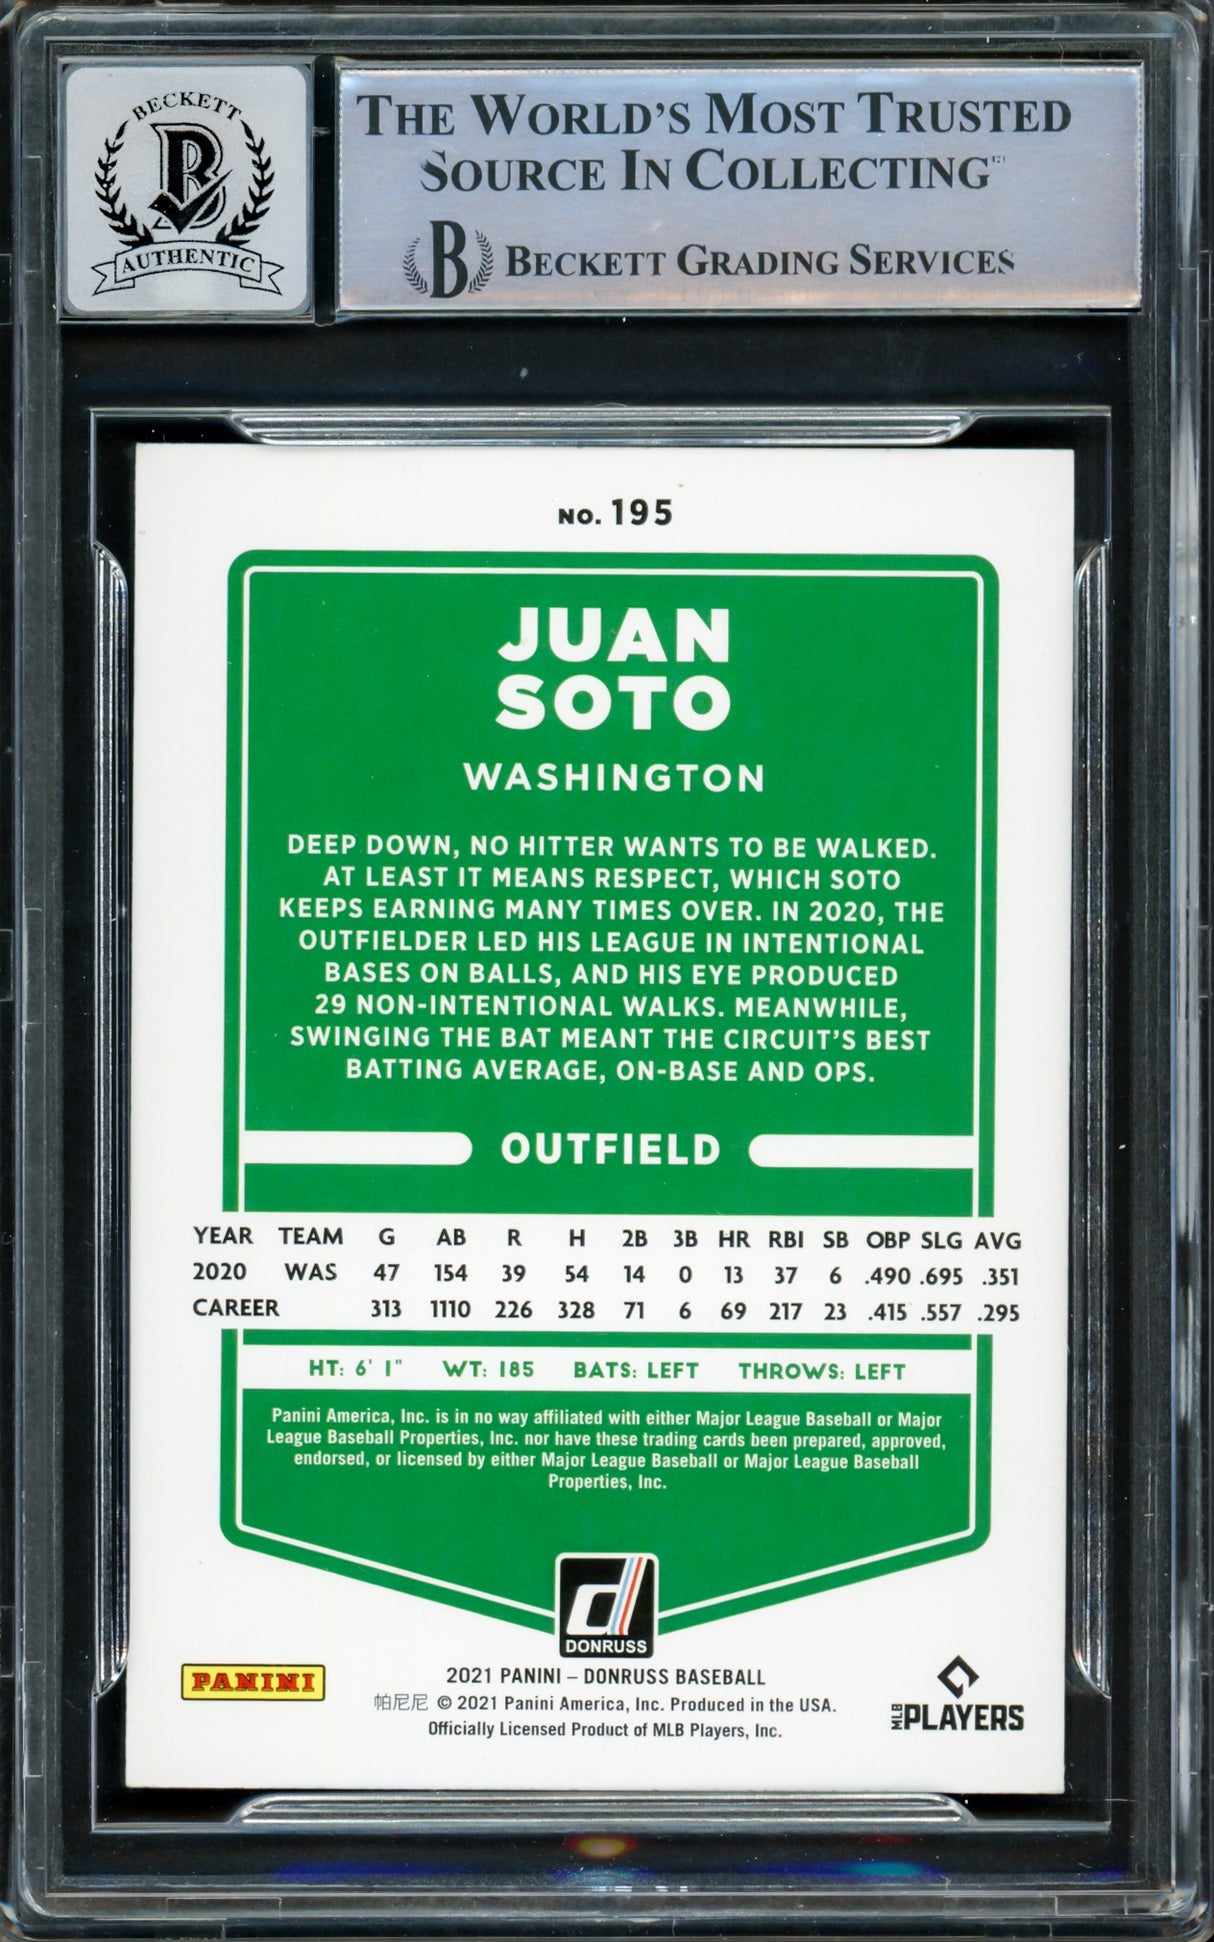 BECKETT
B
AUTHENTIC
THE WORLD'S MOST TRUSTED
SOURCE IN COLLECTING
B BECKETT GRADING SERVICES
NO. 195
JUAN
SOTO
WASHINGTON
DEEP DOWN, NO HITTER WANTS TO BE WALKED.
AT LEAST IT MEANS RESPECT, WHICH SOTO
KEEPS EARNING MANY TIMES OVER. IN 2020, THE
OUTFIELDER LED HIS LEAGUE IN INTENTIONAL
BASES ON BALLS, AND HIS EYE PRODUCED
29 NON-INTENTIONAL WALKS. MEANWHILE,
SWINGING THE BAT MEANT THE CIRCUIT'S BEST
BATTING AVERAGE, ON-BASE AND OPS.
OUTFIELD
YEAR TEAM G AB R H 2B 3B HR RBI SB OBP SLG AVG
2020 WAS 47 154 39 54 14 0 13 37 6 .490 .695 .351
CAREER 313 1110 226 328 71 6 69 217 23 .415 .557 .295
HT: 6' 1" WT: 185 BATS: LEFT THROWS: LEFT
Panini America, Inc. is in no way affiliated with either Major League Baseball or Major
League Baseball Properties, Inc. nor have these trading cards been prepared, approved,
endorsed, or licensed by either Major League Baseball or Major League Baseball
Properties, Inc.
d
DONRUSS
PANINI
2021 PANINI – DONRUSS BASEBALL
帕尼尼 © 2021 Panini America, Inc. Produced in the USA.
Officially Licensed Product of MLB Players, Inc.
MLB PLAYERS